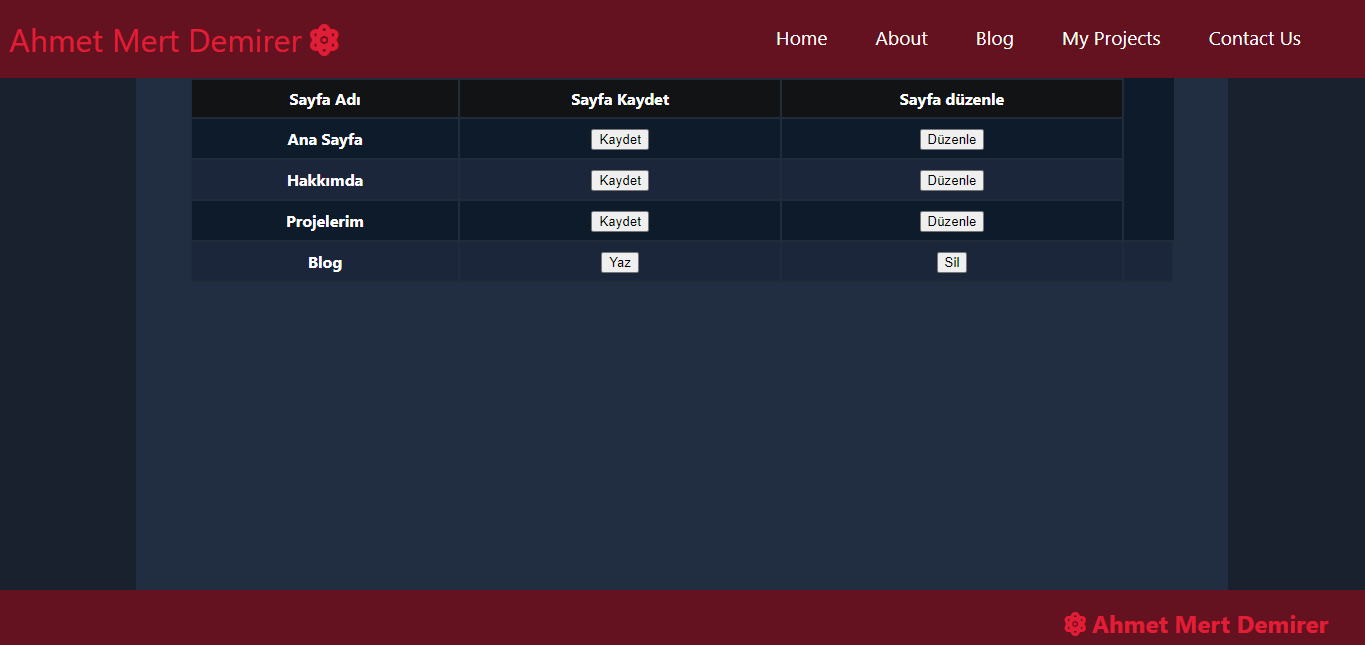 Ahmet Mert Demirer Home About Blog My Projects Contact Us
Sayfa Adı Sayfa Kaydet Sayfa düzenle
Ana Sayfa Kaydet Düzenle
Hakkımda Kaydet Düzenle
Projelerim Kaydet Düzenle
Blog Yaz Sil
Ahmet Mert Demirer